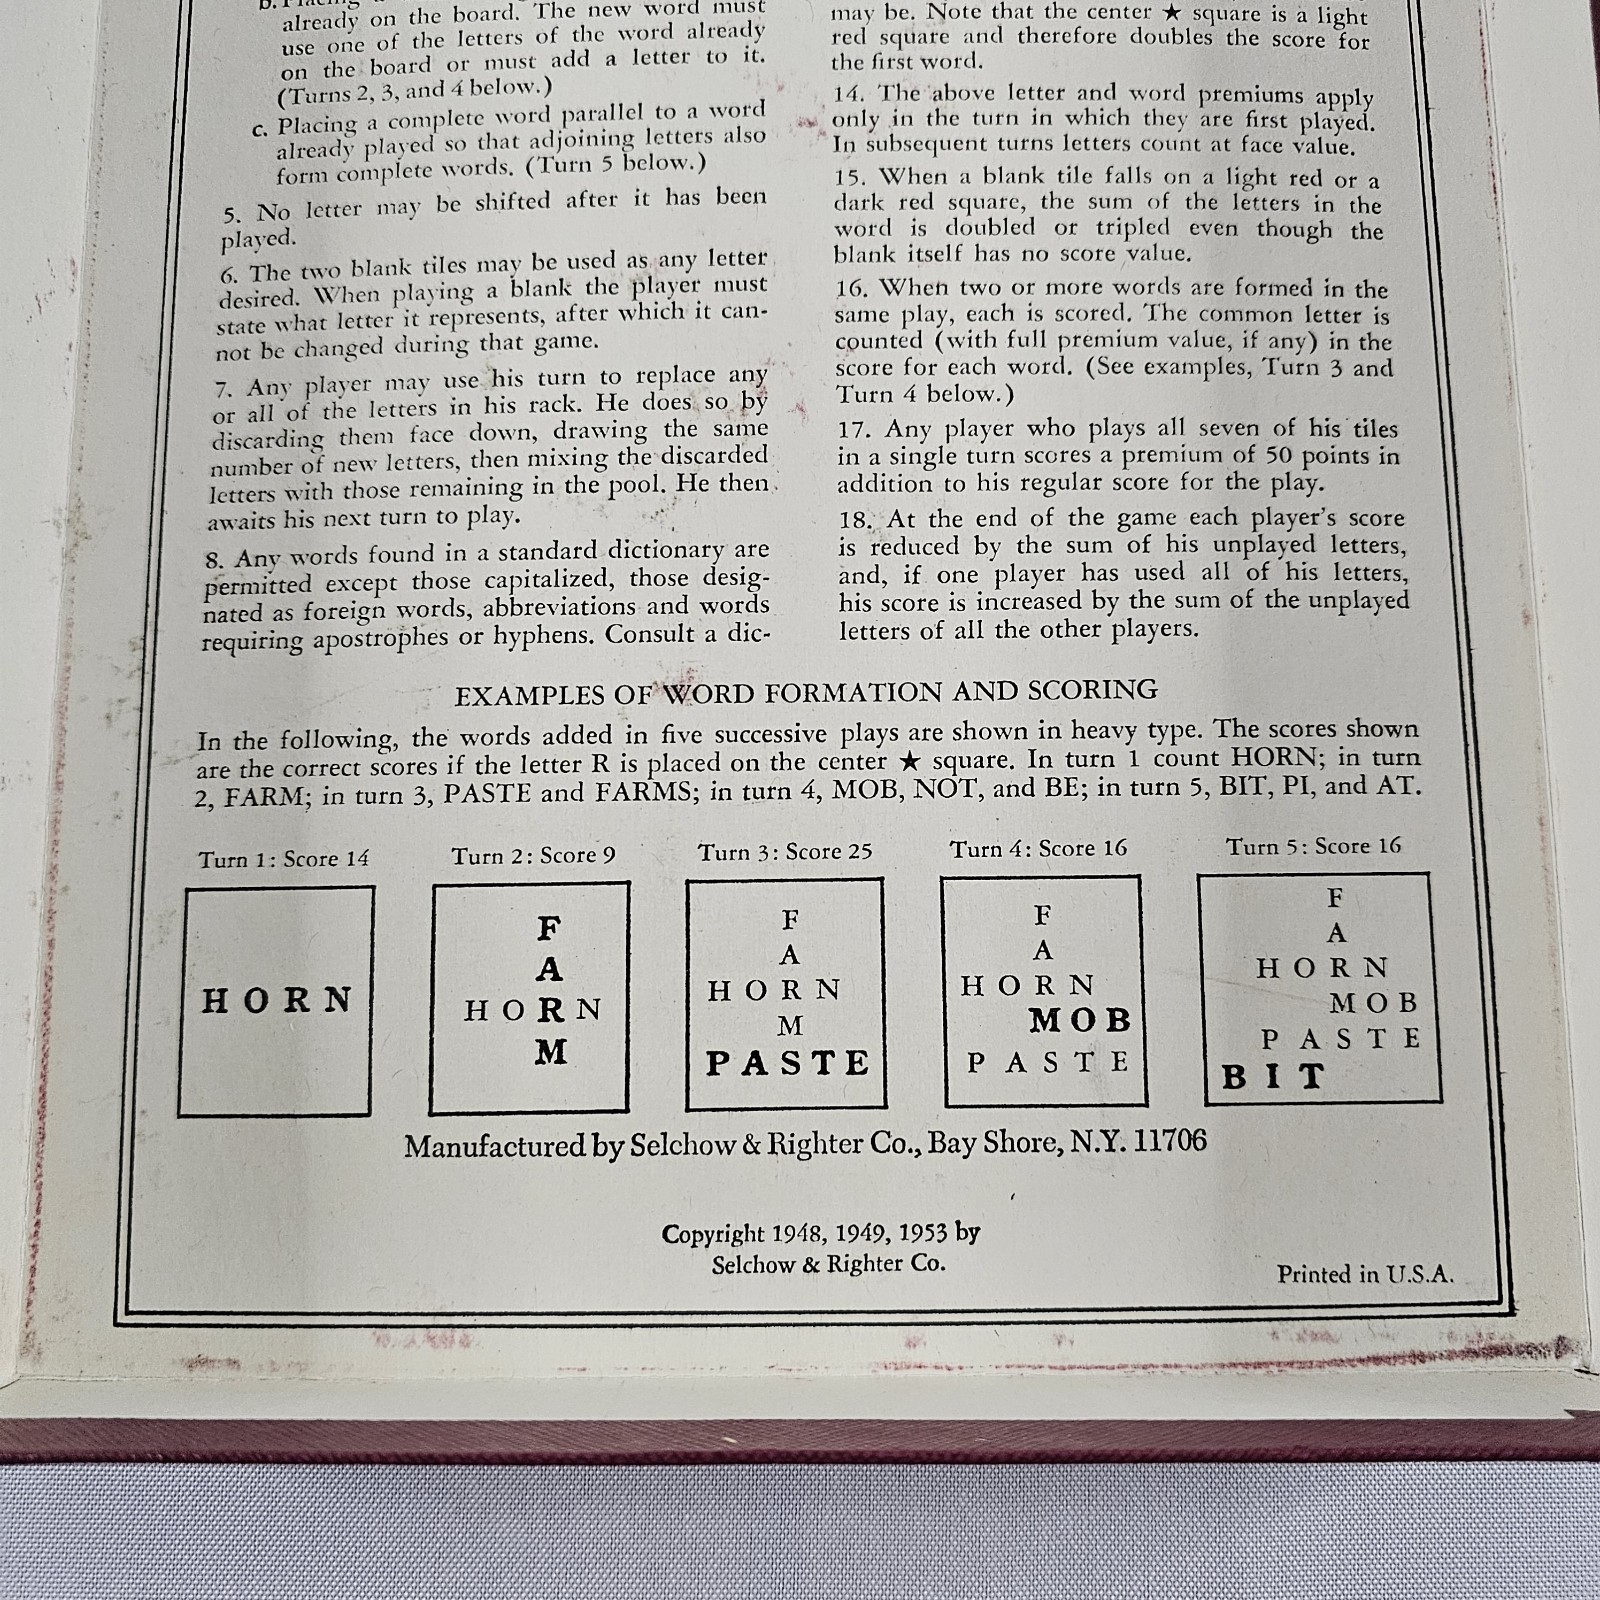 b. Placing a
already on the board. The new word must
use one of the letters of the word already
on the board or must add a letter to it.
(Turns 2, 3, and 4 below.)
c. Placing a complete word parallel to a word
already played so that adjoining letters also
form complete words. (Turn 5 below.)
5. No letter may be shifted after it has been
played.
6. The two blank tiles may be used as any letter
desired. When playing a blank the player must
state what letter it represents, after which it can-
not be changed during that game.
7. Any player may use his turn to replace any
or all of the letters in his rack. He does so by
discarding them face down, drawing the same
number of new letters, then mixing the discarded
letters with those remaining in the pool. He then
awaits his next turn to play.
8. Any words found in a standard dictionary are
permitted except those capitalized, those desig-
nated as foreign words, abbreviations and words
requiring apostrophes or hyphens. Consult a dic-
may be. Note that the center ★ square is a light
red square and therefore doubles the score for
the first word.
14. The above letter and word premiums apply
only in the turn in which they are first played.
In subsequent turns letters count at face value.
15. When a blank tile falls on a light red or a
dark red square, the sum of the letters in the
word is doubled or tripled even though the
blank itself has no score value.
16. When two or more words are formed in the
same play, each is scored. The common letter is
counted (with full premium value, if any) in the
score for each word. (See examples, Turn 3 and
Turn 4 below.)
17. Any player who plays all seven of his tiles
in a single turn scores a premium of 50 points in
addition to his regular score for the play.
18. At the end of the game each player's score
is reduced by the sum of his unplayed letters,
and, if one player has used all of his letters,
his score is increased by the sum of the unplayed
letters of all the other players.
EXAMPLES OF WORD FORMATION AND SCORING
In the following, the words added in five successive plays are shown in heavy type. The scores shown
are the correct scores if the letter R is placed on the center ★ square. In turn 1 count HORN; in turn
2, FARM; in turn 3, PASTE and FARMS; in turn 4, MOB, NOT, and BE; in turn 5, BIT, PI, and AT.
Turn 1: Score 14
HORN
Turn 2: Score 9
F
A
HORN
M
Turn 3: Score 25
F
A
HORN
M
PASTE
Turn 4: Score 16
F
A
HORN
MOB
PASTE
Turn 5: Score 16
F
A
HORN
MOB
PASTE
BIT
Manufactured by Selchow & Righter Co., Bay Shore, N.Y. 11706
Copyright 1948, 1949, 1953 by
Selchow & Righter Co.
Printed in U.S.A.